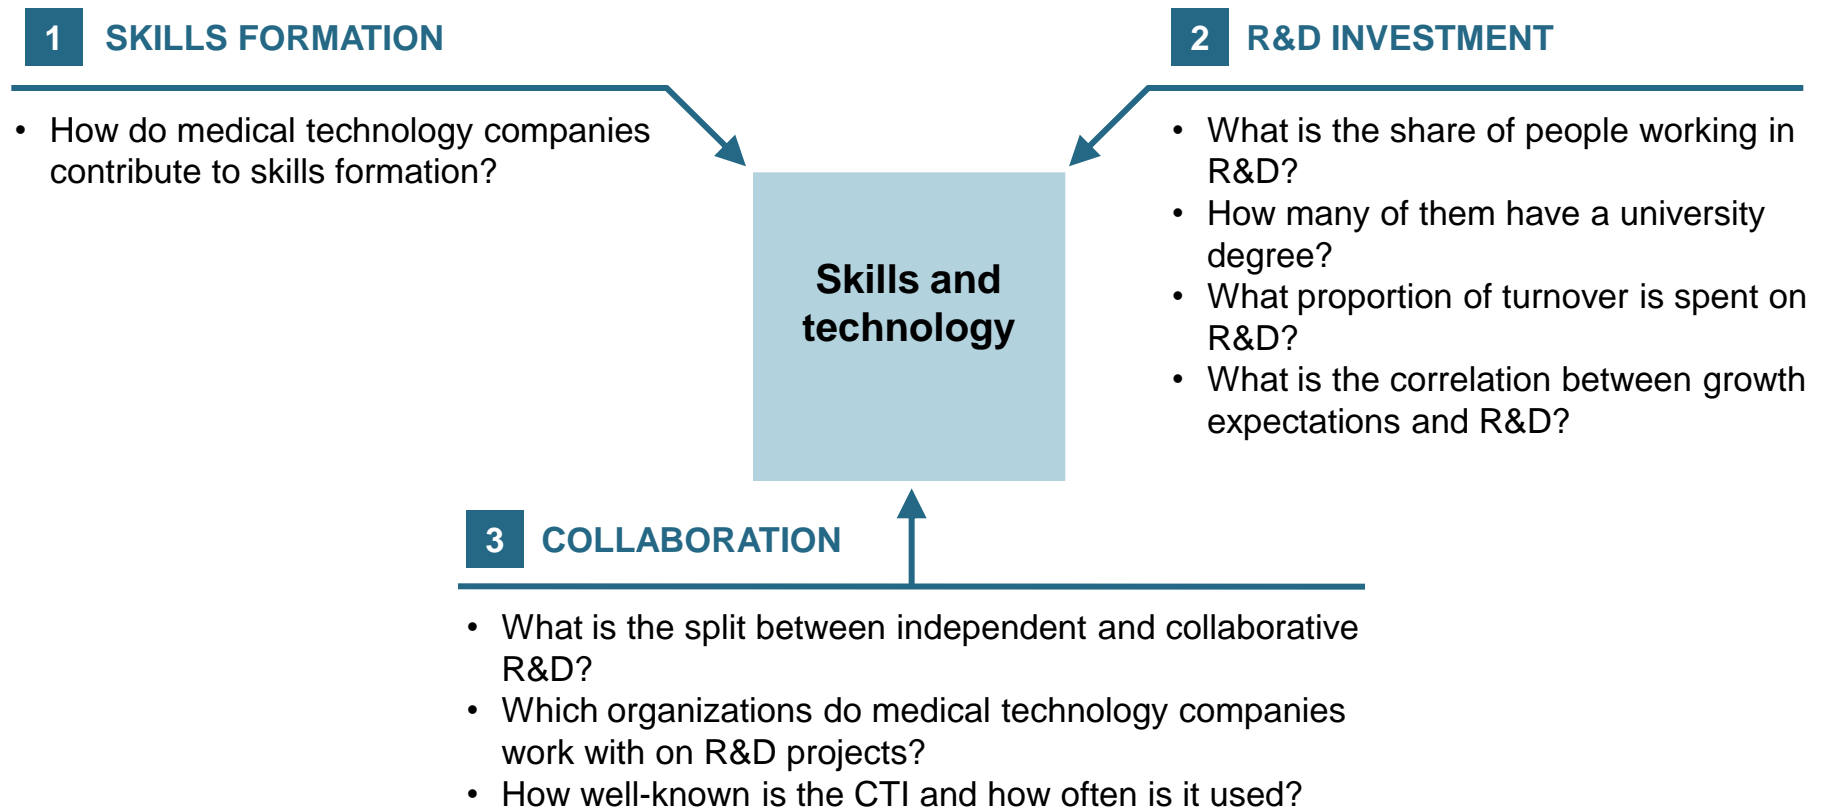 1 SKILLS FORMATION
• How do medical technology companies
contribute to skills formation?
2 R&D INVESTMENT
• What is the share of people working in
R&D?
• How many of them have a university
degree?
• What proportion of turnover is spent on
R&D?
• What is the correlation between growth
expectations and R&D?
Skills and
technology
3 COLLABORATION
• What is the split between independent and collaborative
R&D?
• Which organizations do medical technology companies
work with on R&D projects?
• How well-known is the CTI and how often is it used?